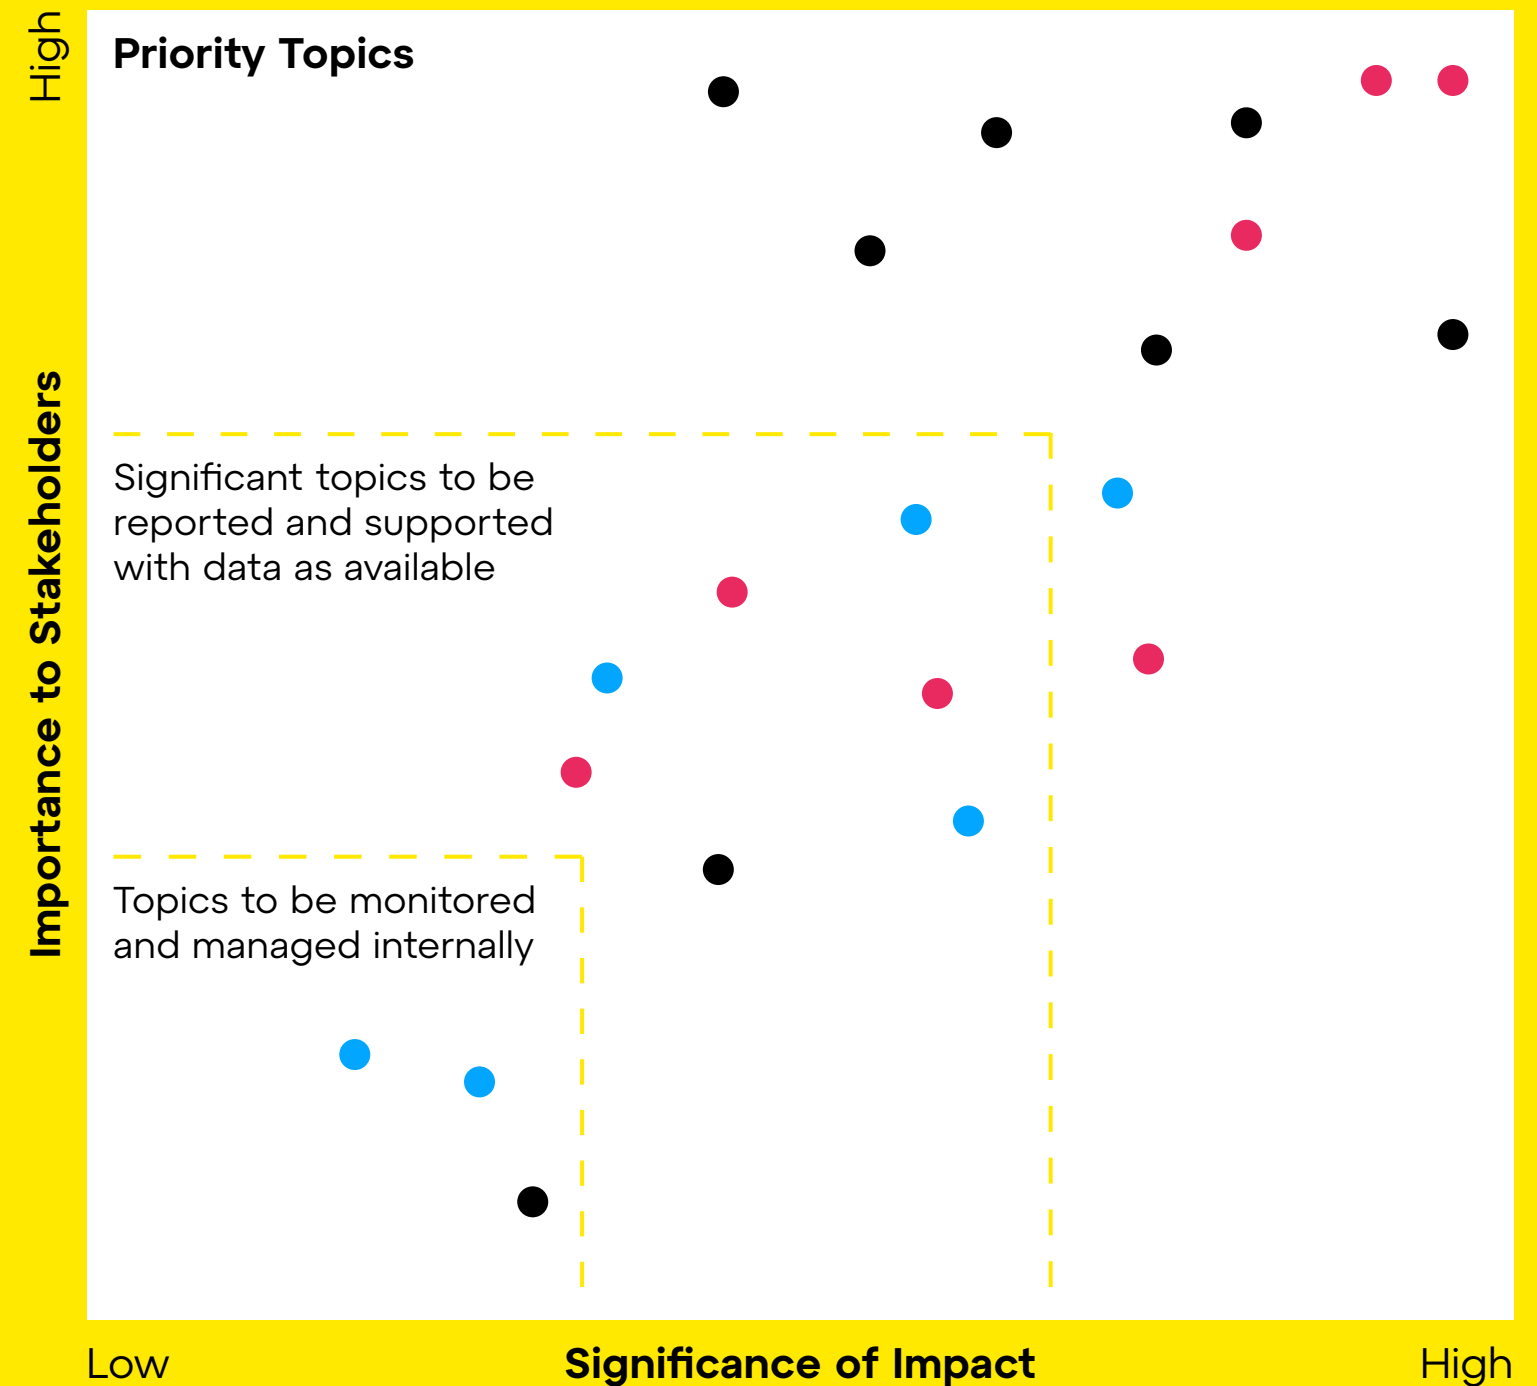 High
Priority Topics
Importance to Stakeholders
Significant topics to be
reported and supported
with data as available
Topics to be monitored
and managed internally
Low
Significance of Impact
High